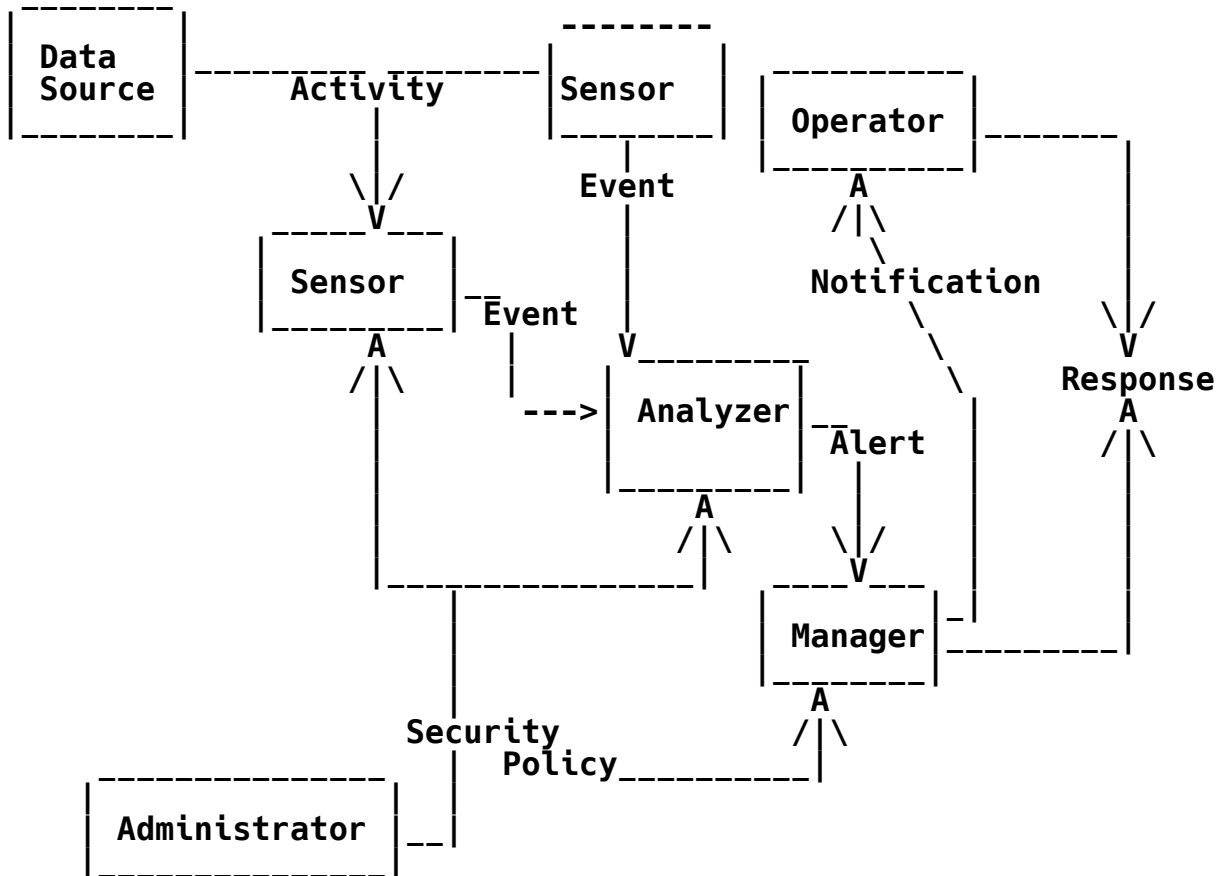 Data
Source
Activity
Sensor
Operator
Event
Sensor
Notification
Event
Response
Analyzer
Alert
Manager
Security
Policy
Administrator